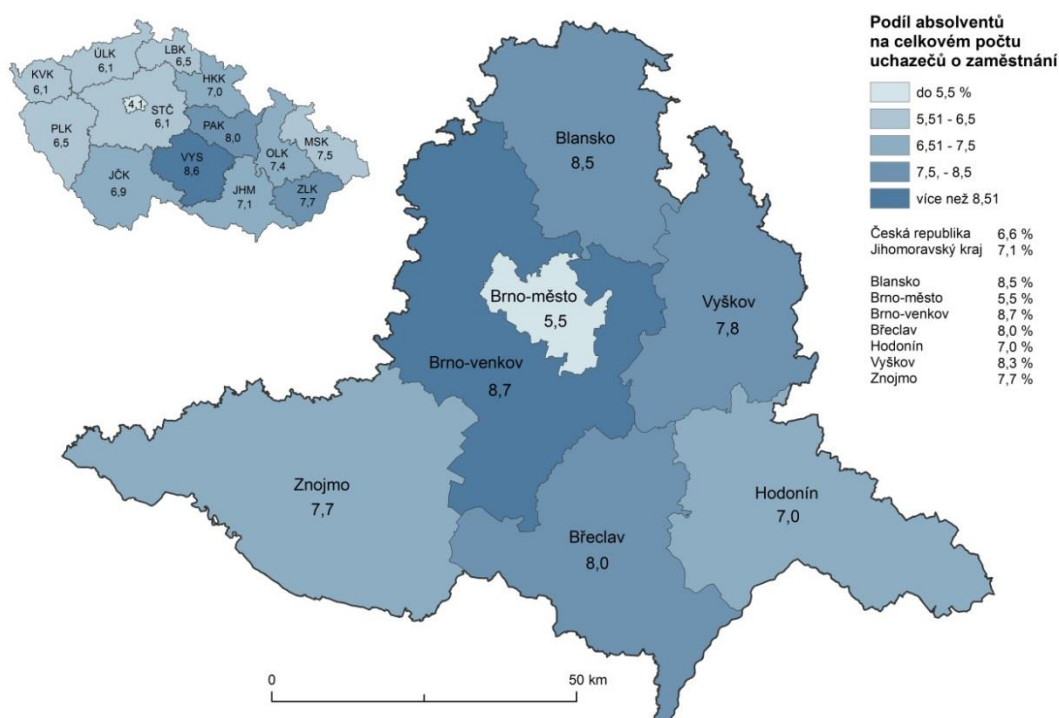 Podíl absolventů
na celkovém počtu
uchazečů o zaměstnání
do 5,5 %
5,51 - 6,5
6,51 - 7,5
7,5, - 8,5
více než 8,51
Česká republika 6,6 %
Jihomoravský kraj 7,1 %
Blansko 8,5 %
Brno-město 5,5 %
Brno-venkov 8,7 %
Břeclav 8,0 %
Hodonín 7,0 %
Vyškov 8,3 %
Znojmo 7,7 %
KVK
6,1
ÚLK
6,1
LBK
6,5
HKK
7,0
4,1
STČ
6,1
PLK
6,5
PAK
8,0
VYS
8,6
OLK
7,4
MSK
7,5
JČK
6,9
JHM
7,1
ZLK
7,7
Blansko
8,5
Brno-město
5,5
Vyškov
7,8
Brno-venkov
8,7
Znojmo
7,7
Hodonín
7,0
Břeclav
8,0
0 50 km